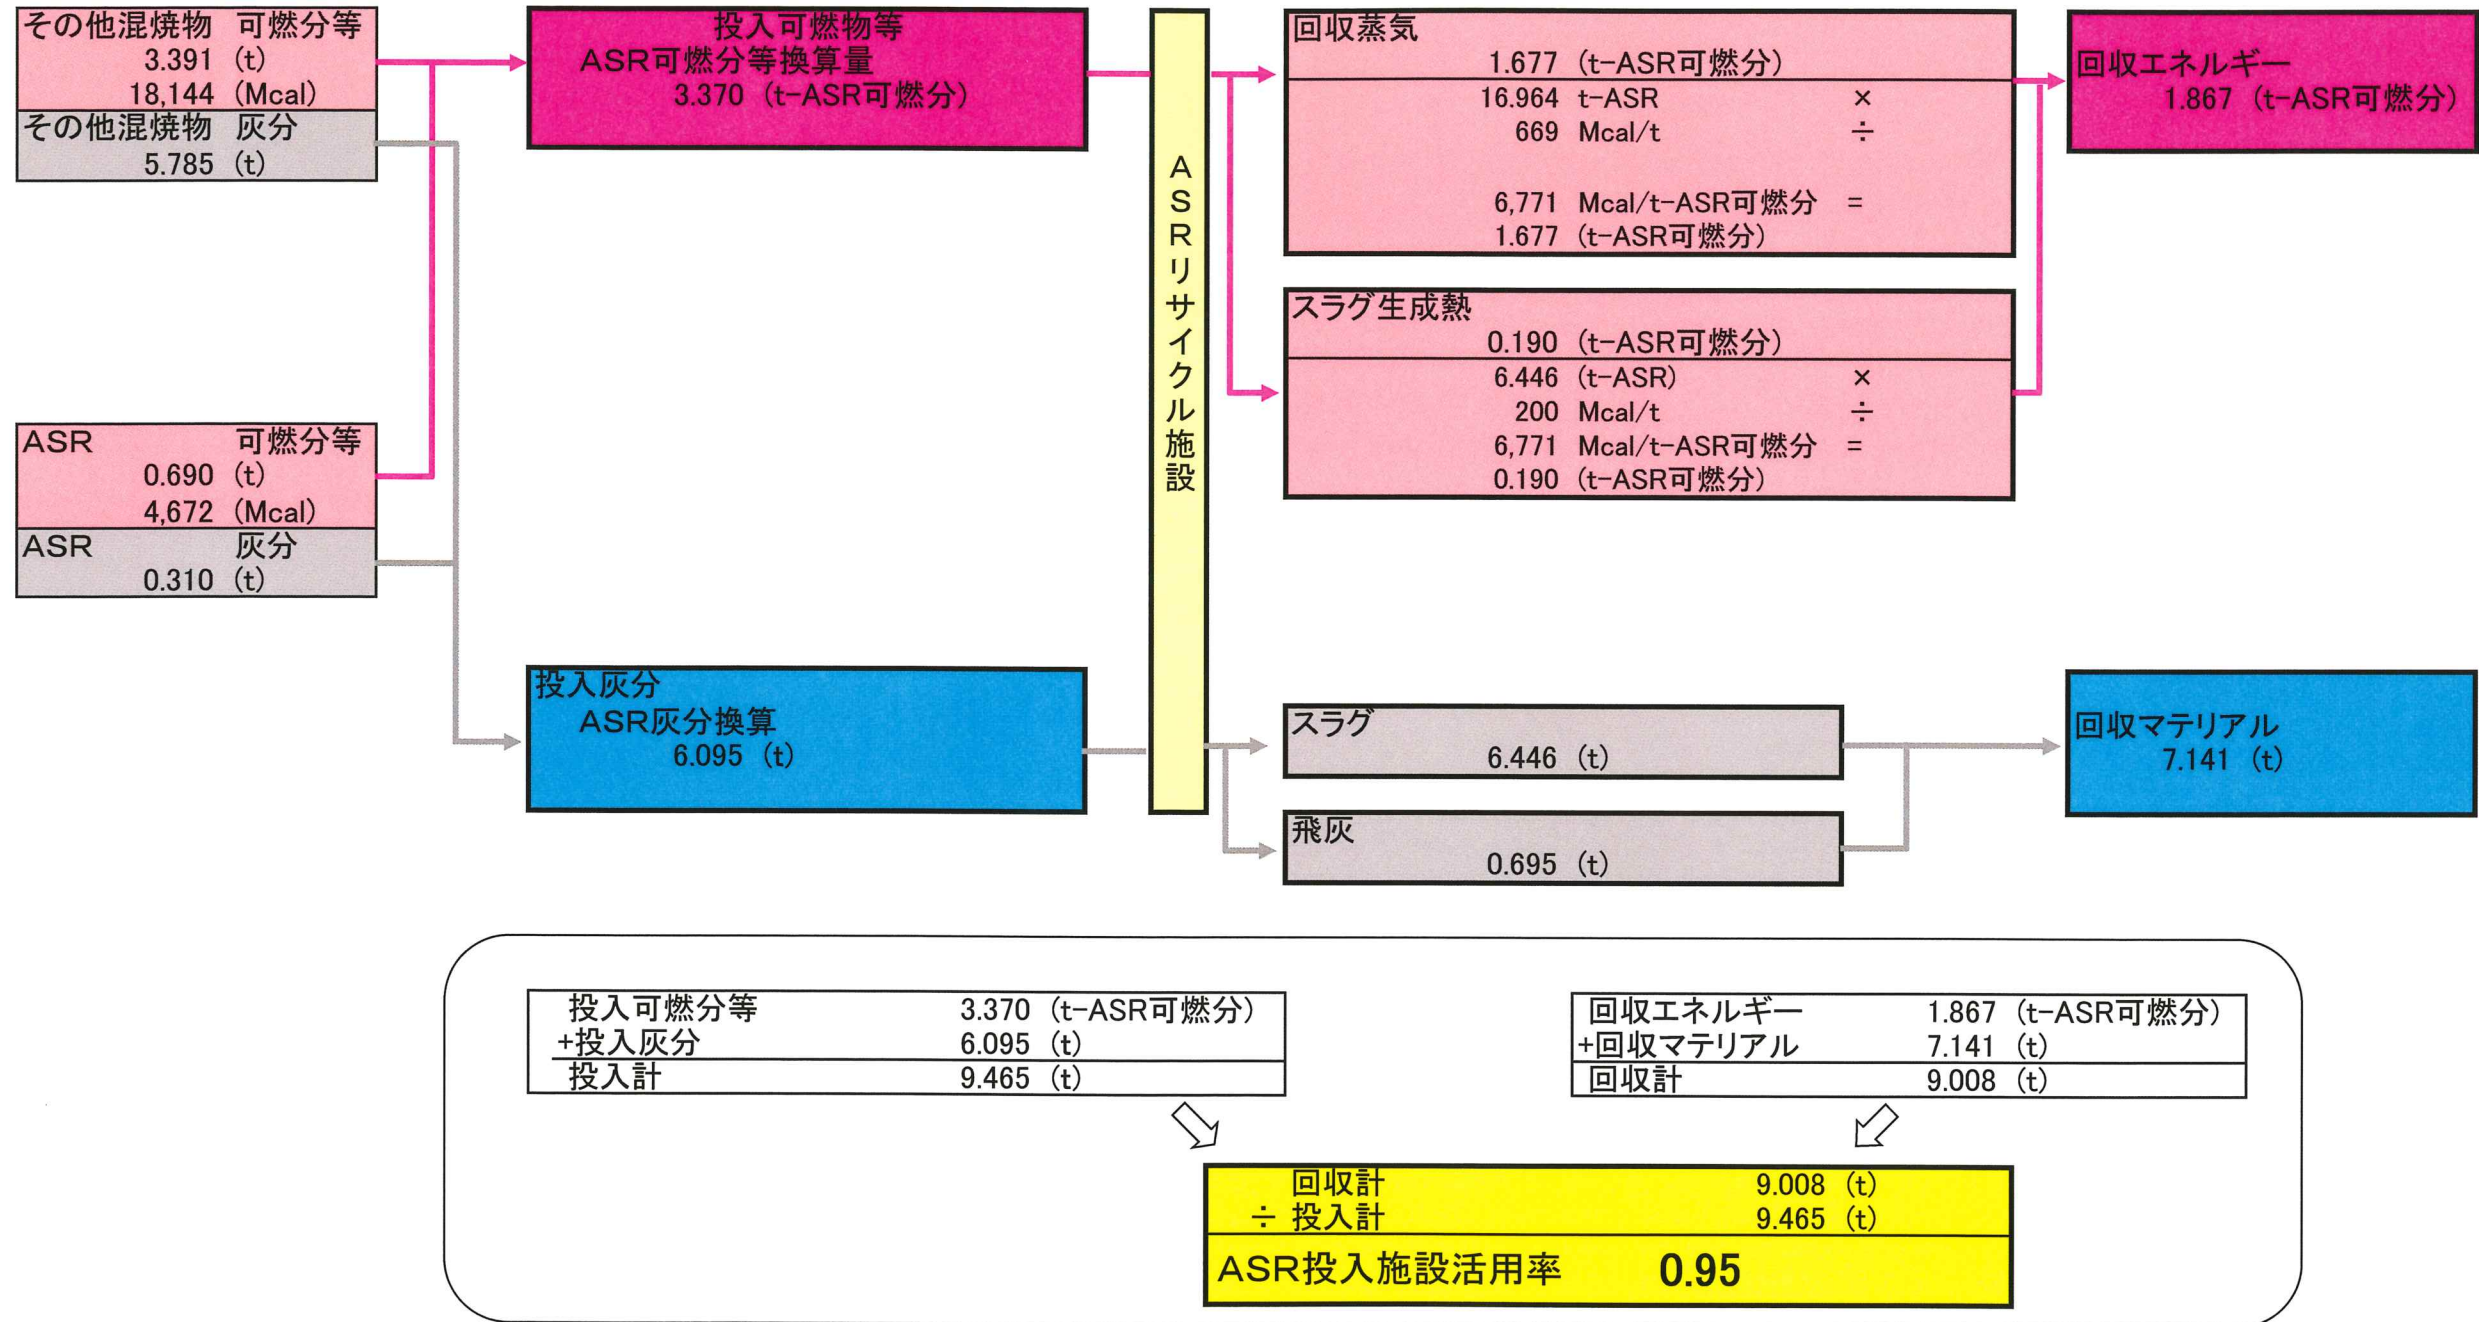 その他混焼物 可燃分等
3.391 (t)
18,144 (Mcal)
その他混焼物 灰分
5.785 (t)
ASR 可燃分等
0.690 (t)
4,672 (Mcal)
ASR 灰分
0.310 (t)
投入可燃物等
ASR可燃分等換算量
3.370 (t-ASR可燃分)
投入灰分
ASR灰分換算
6.095 (t)
ASRリサイクル施設
回収蒸気
1.677 (t-ASR可燃分)
16.964 t-ASR ×
669 Mcal/t ÷
6,771 Mcal/t-ASR可燃分 =
1.677 (t-ASR可燃分)
スラグ生成熱
0.190 (t-ASR可燃分)
6.446 (t-ASR) ×
200 Mcal/t ÷
6,771 Mcal/t-ASR可燃分 =
0.190 (t-ASR可燃分)
スラグ
6.446 (t)
飛灰
0.695 (t)
回収エネルギー
1.867 (t-ASR可燃分)
回収マテリアル
7.141 (t)
投入可燃分等 3.370 (t-ASR可燃分)
+投入灰分 6.095 (t)
投入計 9.465 (t)
回収エネルギー 1.867 (t-ASR可燃分)
+回収マテリアル 7.141 (t)
回収計 9.008 (t)
回収計 9.008 (t)
÷ 投入計 9.465 (t)
ASR投入施設活用率 0.95